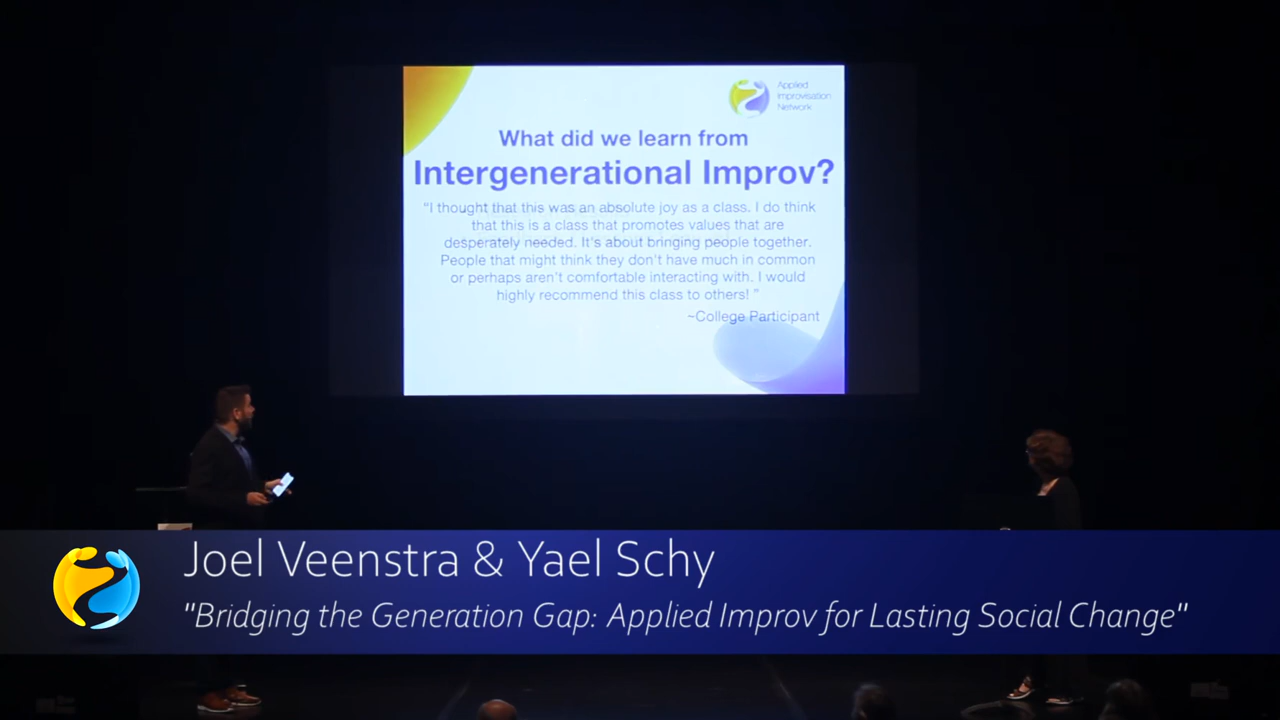 Applied
Improvisation
Network
What did we learn from
Intergenerational Improv?
“I thought that this was an absolute joy as a class. I do think
that this is a class that promotes values that are
desperately needed. It's about bringing people together.
People that might think they don't have much in common
or perhaps aren't comfortable interacting with. I would
highly recommend this class to others! ”
~College Participant
Joel Veenstra & Yael Schy
"Bridging the Generation Gap: Applied Improv for Lasting Social Change"